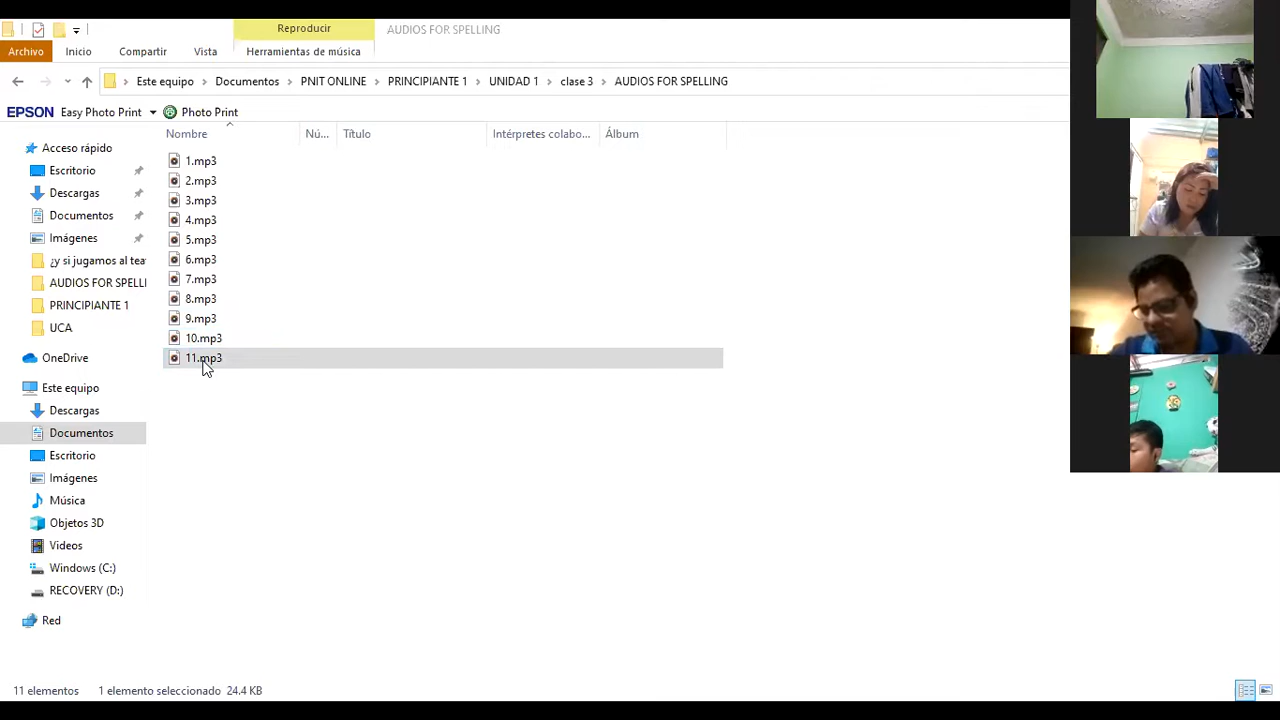 Reproducir
AUDIOS FOR SPELLING
Archivo
Inicio
Compartir
Vista
Herramientas de música
Este equipo
Documentos
PNIT ONLINE
PRINCIPIANTE 1
UNIDAD 1
clase 3
AUDIOS FOR SPELLING
EPSON
Easy Photo Print
Photo Print
Nombre
Nú...
Título
Intérpretes colabo...
Álbum
Acceso rápido
Escritorio
Descargas
Documentos
Imágenes
¿y si jugamos al tea
AUDIOS FOR SPELLI
PRINCIPIANTE 1
UCA
OneDrive
Este equipo
Descargas
Documentos
Escritorio
Imágenes
Música
Objetos 3D
Videos
Windows (C:)
RECOVERY (D:)
Red
1.mp3
2.mp3
3.mp3
4.mp3
5.mp3
6.mp3
7.mp3
8.mp3
9.mp3
10.mp3
11.mp3
11 elementos
1 elemento seleccionado 24.4 KB